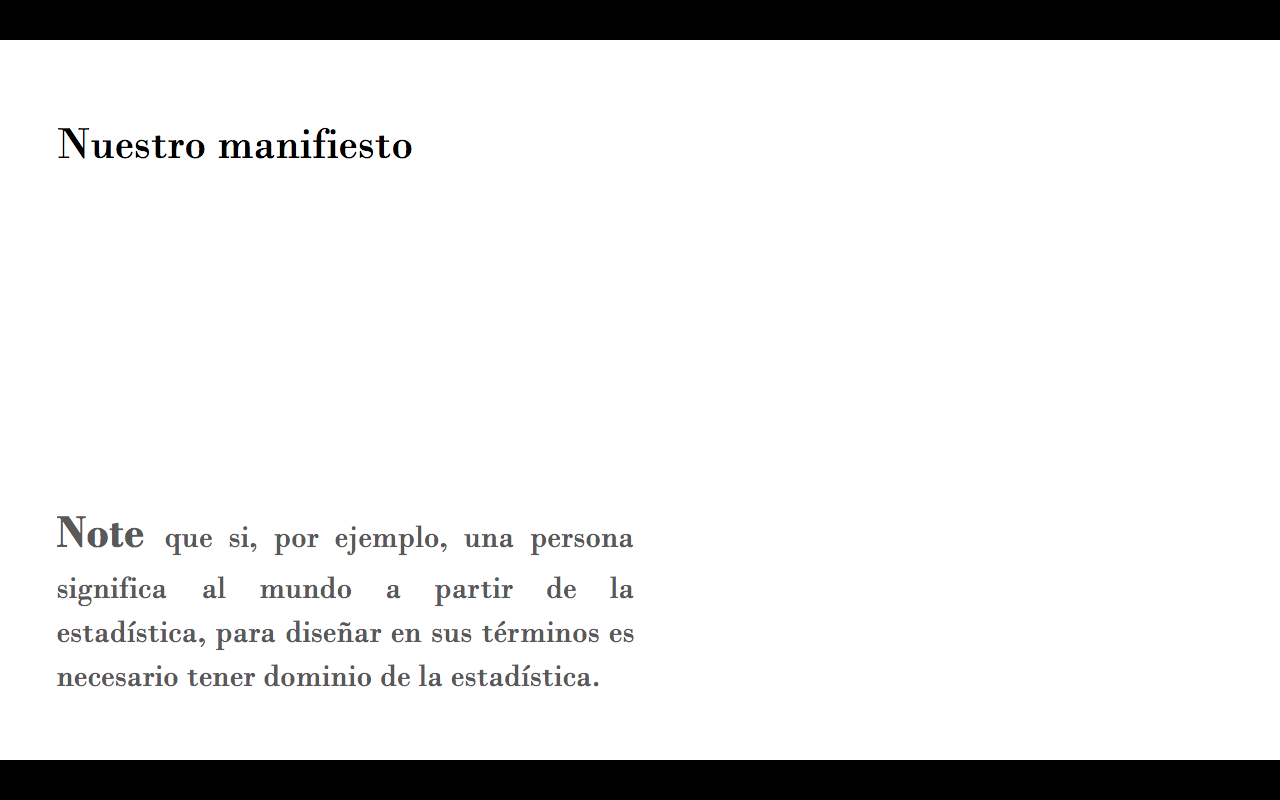 Nuestro manifiesto
Note que si, por ejemplo, una persona
significa al mundo a partir de la
estadística, para diseñar en sus términos es
necesario tener dominio de la estadística.